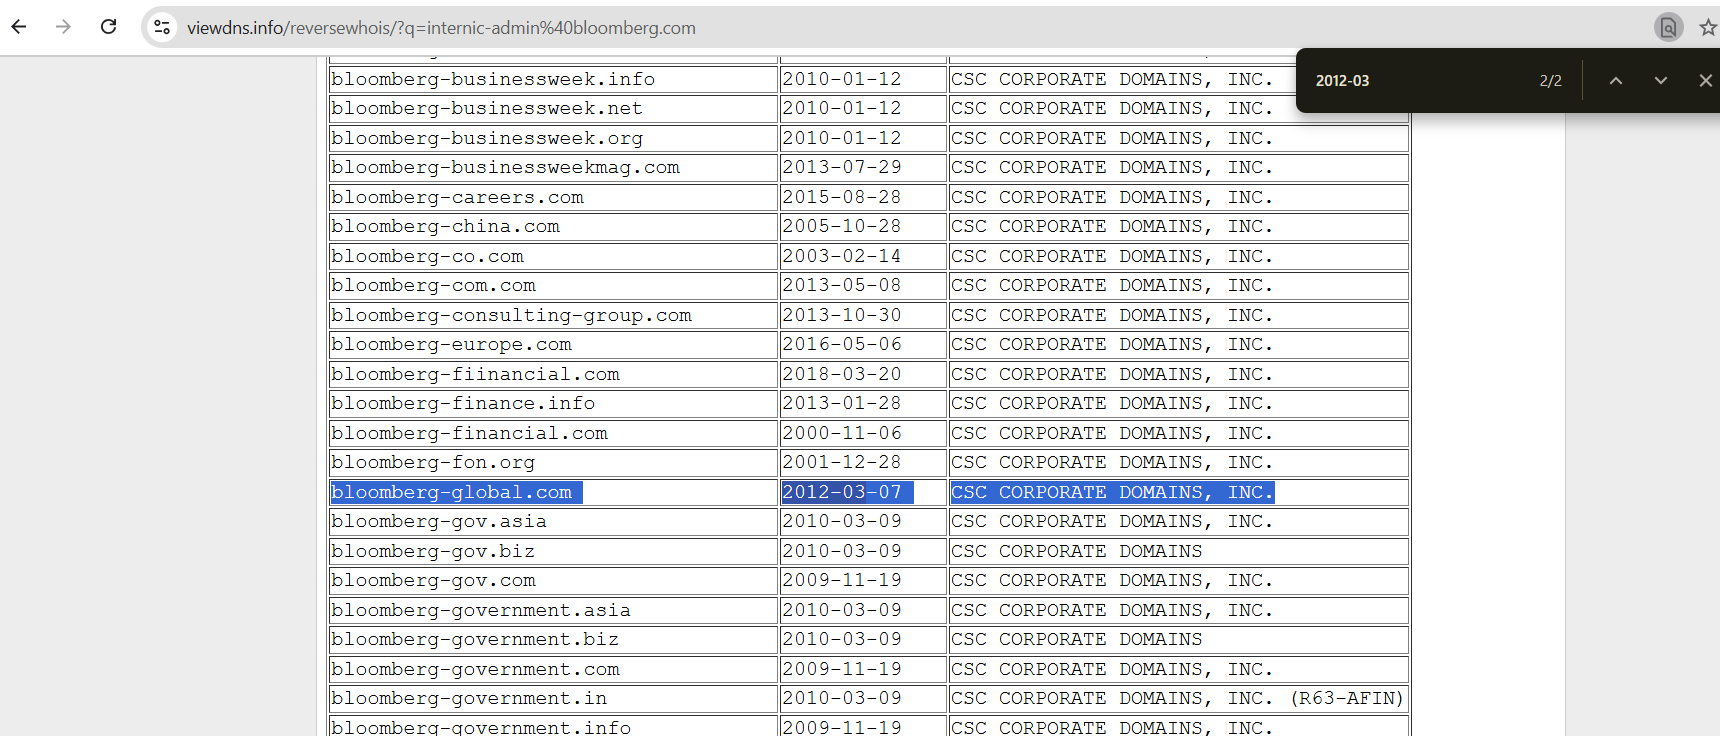 viewdns.info/reversewhois/?q=internic-admin%40bloomberg.com
2012-03 2/2
bloomberg-businessweek.info 2010-01-12 CSC CORPORATE DOMAINS, INC.
bloomberg-businessweek.net 2010-01-12 CSC CORPORATE DOMAINS, INC.
bloomberg-businessweek.org 2010-01-12 CSC CORPORATE DOMAINS, INC.
bloomberg-businessweekmag.com 2013-07-29 CSC CORPORATE DOMAINS, INC.
bloomberg-careers.com 2015-08-28 CSC CORPORATE DOMAINS, INC.
bloomberg-china.com 2005-10-28 CSC CORPORATE DOMAINS, INC.
bloomberg-co.com 2003-02-14 CSC CORPORATE DOMAINS, INC.
bloomberg-com.com 2013-05-08 CSC CORPORATE DOMAINS, INC.
bloomberg-consulting-group.com 2013-10-30 CSC CORPORATE DOMAINS, INC.
bloomberg-europe.com 2016-05-06 CSC CORPORATE DOMAINS, INC.
bloomberg-fiinancial.com 2018-03-20 CSC CORPORATE DOMAINS, INC.
bloomberg-finance.info 2013-01-28 CSC CORPORATE DOMAINS, INC.
bloomberg-financial.com 2000-11-06 CSC CORPORATE DOMAINS, INC.
bloomberg-fon.org 2001-12-28 CSC CORPORATE DOMAINS, INC.
bloomberg-global.com 2012-03-07 CSC CORPORATE DOMAINS, INC.
bloomberg-gov.asia 2010-03-09 CSC CORPORATE DOMAINS, INC.
bloomberg-gov.biz 2010-03-09 CSC CORPORATE DOMAINS
bloomberg-gov.com 2009-11-19 CSC CORPORATE DOMAINS, INC.
bloomberg-government.asia 2010-03-09 CSC CORPORATE DOMAINS, INC.
bloomberg-government.biz 2010-03-09 CSC CORPORATE DOMAINS
bloomberg-government.com 2009-11-19 CSC CORPORATE DOMAINS, INC.
bloomberg-government.in 2010-03-09 CSC CORPORATE DOMAINS, INC. (R63-AFIN)
bloomberg-government.info 2009-11-19 CSC CORPORATE DOMAINS, INC.